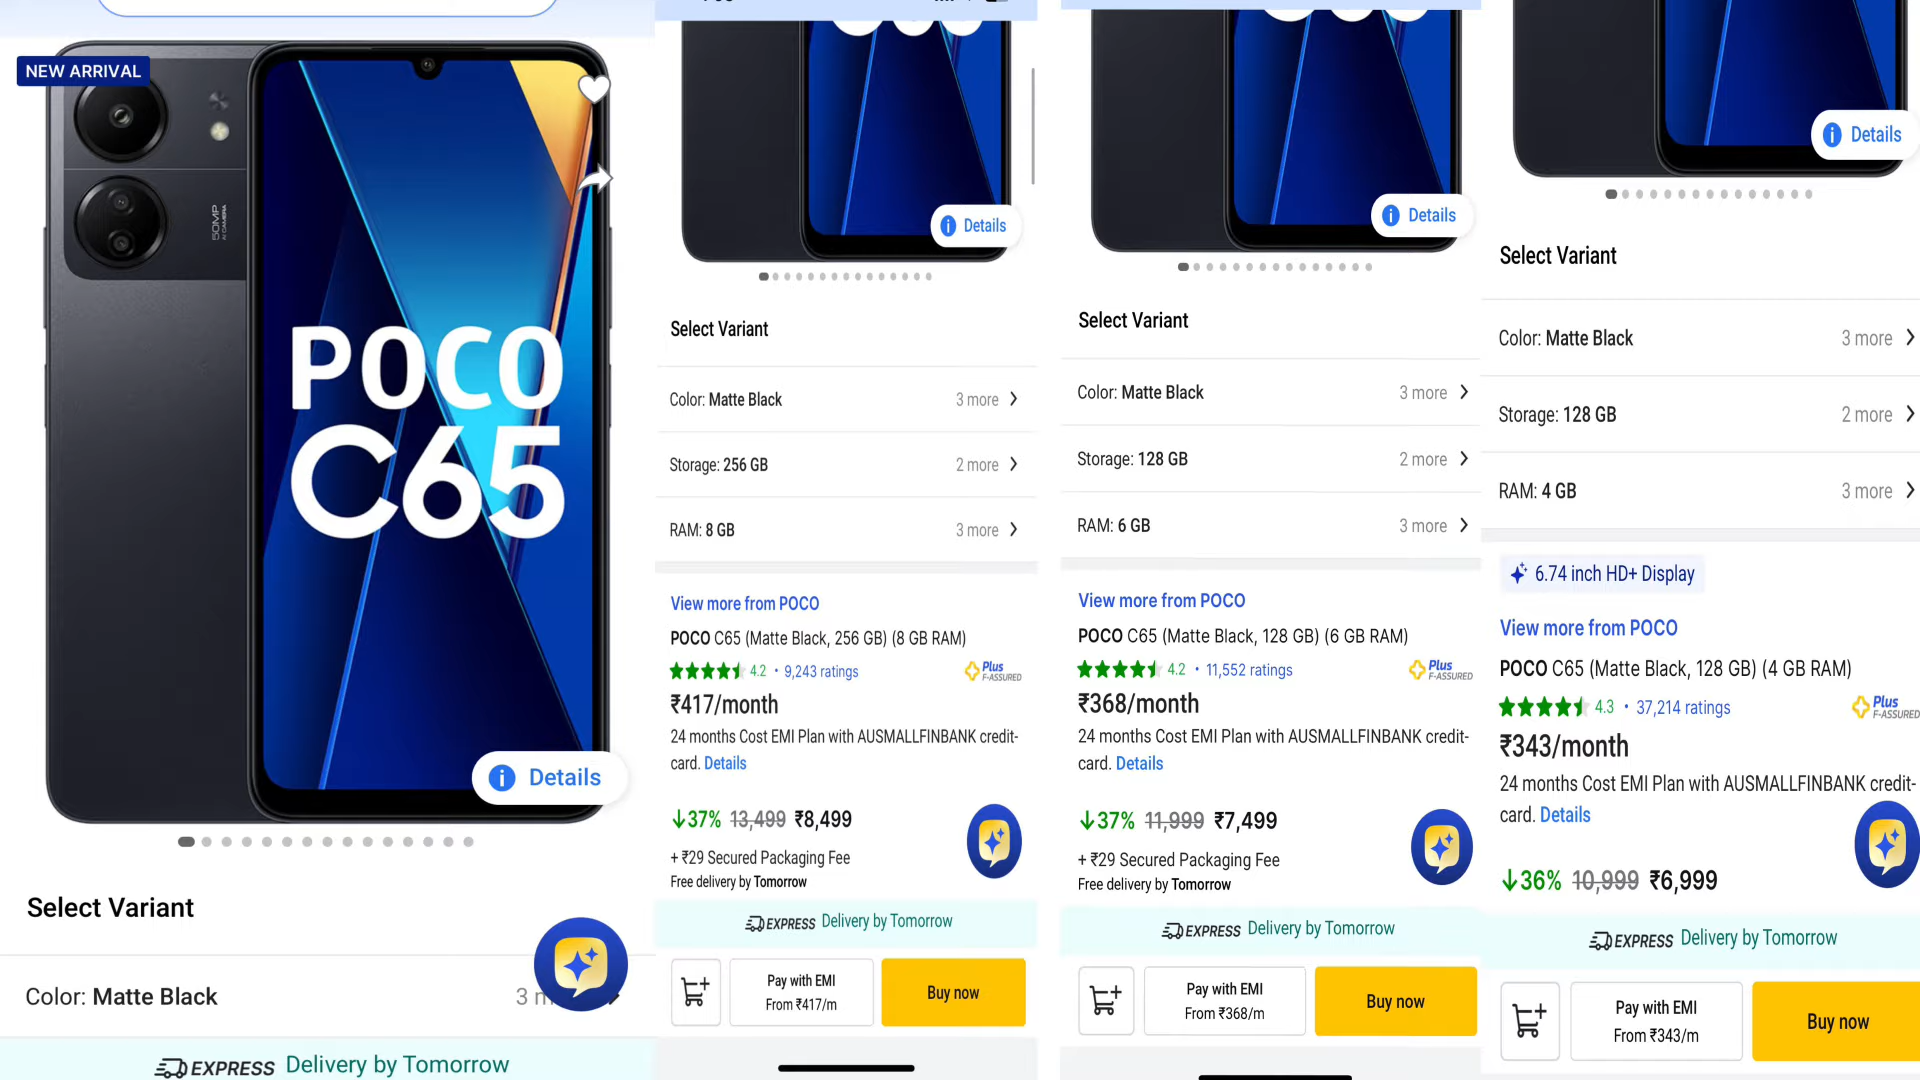 NEW ARRIVAL
50MP
AI CAMERA
POCO
C65
Details
Select Variant
Color: Matte Black
EXPRESS Delivery by Tomorrow
Details
Select Variant
Color: Matte Black 3 more
Storage: 256 GB 2 more
RAM: 8 GB 3 more
View more from POCO
POCO C65 (Matte Black, 256 GB) (8 GB RAM)
4.2 • 9,243 ratings Plus
F-ASSURED
₹417/month
24 months Cost EMI Plan with AUSMALLFINBANK credit-
card. Details
↓37% 13,499 ₹8,499
+ ₹29 Secured Packaging Fee
Free delivery by Tomorrow
EXPRESS Delivery by Tomorrow
Pay with EMI
From ₹417/m
Buy now
Details
Select Variant
Color: Matte Black 3 more
Storage: 128 GB 2 more
RAM: 6 GB 3 more
View more from POCO
POCO C65 (Matte Black, 128 GB) (6 GB RAM)
4.2 • 11,552 ratings Plus
F-ASSURED
₹368/month
24 months Cost EMI Plan with AUSMALLFINBANK credit-
card. Details
↓37% 11,999 ₹7,499
+ ₹29 Secured Packaging Fee
Free delivery by Tomorrow
EXPRESS Delivery by Tomorrow
Pay with EMI
From ₹368/m
Buy now
Details
Select Variant
Color: Matte Black 3 more
Storage: 128 GB 2 more
RAM: 4 GB 3 more
6.74 inch HD+ Display
View more from POCO
POCO C65 (Matte Black, 128 GB) (4 GB RAM)
4.3 • 37,214 ratings Plus
F-ASSURED
₹343/month
24 months Cost EMI Plan with AUSMALLFINBANK credit-
card. Details
↓36% 10,999 ₹6,999
EXPRESS Delivery by Tomorrow
Pay with EMI
From ₹343/m
Buy now